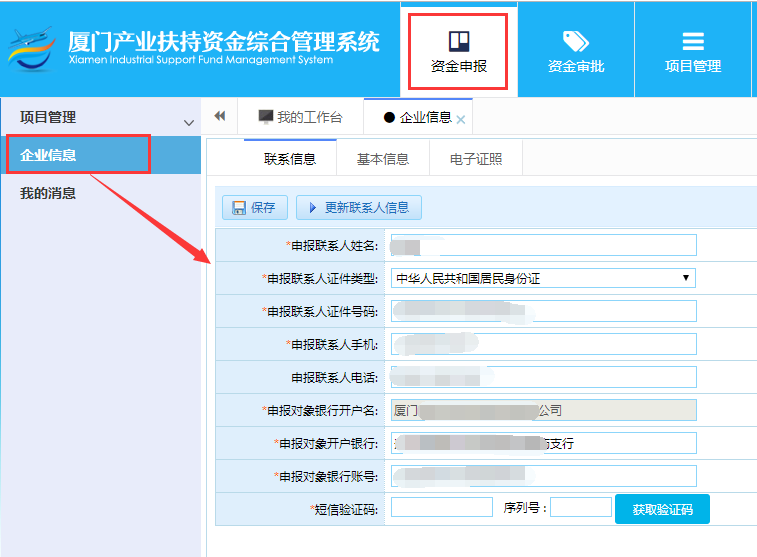 厦门产业扶持资金综合管理系统
Xiamen Industrial Support Fund Management System
资金申报
资金审批
项目管理
项目管理
我的工作台
企业信息
企业信息
我的消息
联系信息
基本信息
电子证照
保存
更新联系人信息
*申报联系人姓名:
*申报联系人证件类型:
中华人民共和国居民身份证
*申报联系人证件号码:
*申报联系人手机:
申报联系人电话:
*申报对象银行开户名:
厦门 公司
*申报对象开户银行:
支行
*申报对象银行账号:
*短信验证码:
序列号:
获取验证码